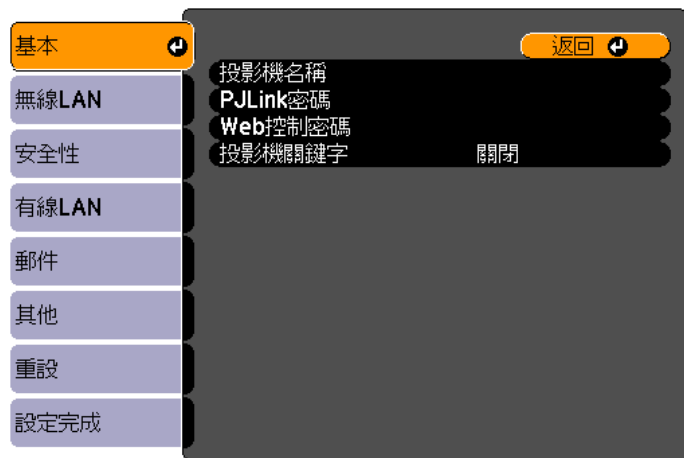 基本
無線LAN
安全性
有線LAN
郵件
其他
重設
設定完成
返回
投影機名稱
PJLink密碼
Web控制密碼
投影機關鍵字 關閉